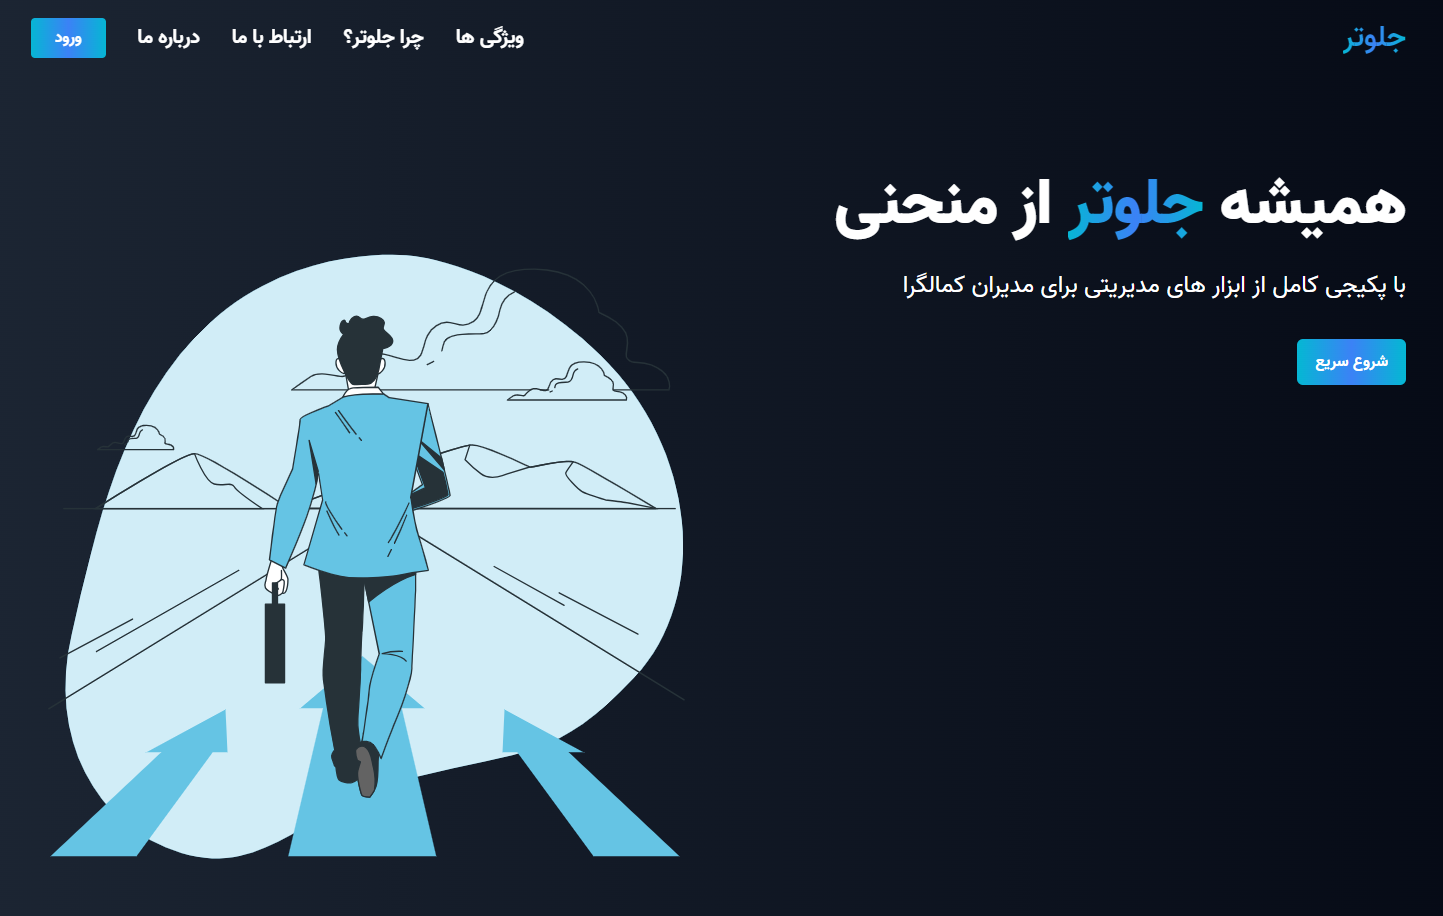 جلوتر
ویژگی ها
چرا جلوتر؟
ارتباط با ما
درباره ما
ورود
همیشه جلوتر از منحنی
با پکیجی کامل از ابزار های مدیریتی برای مدیران کمالگرا
شروع سریع